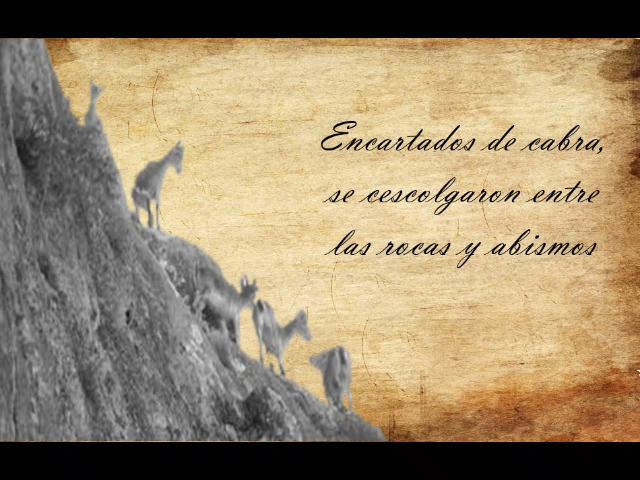 Encartados de cabra,
se cescolgaron entre
las rocas y abismos